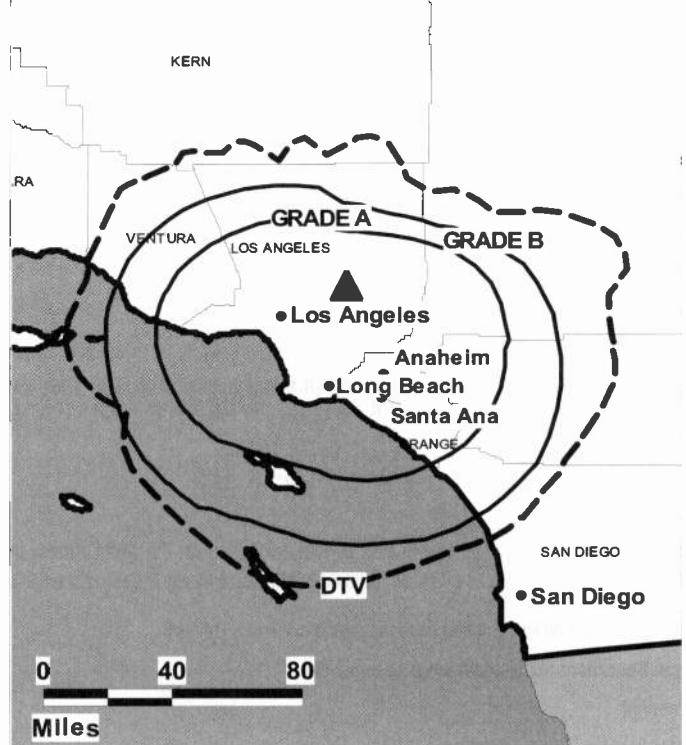 KERN
RA
GRADE A
VENTURA
LOS ANGELES
GRADE B
Los Angeles
Anaheim
Long Beach
Santa Ana
ORANGE
SAN DIEGO
DTV
San Diego
0 40 80
Miles